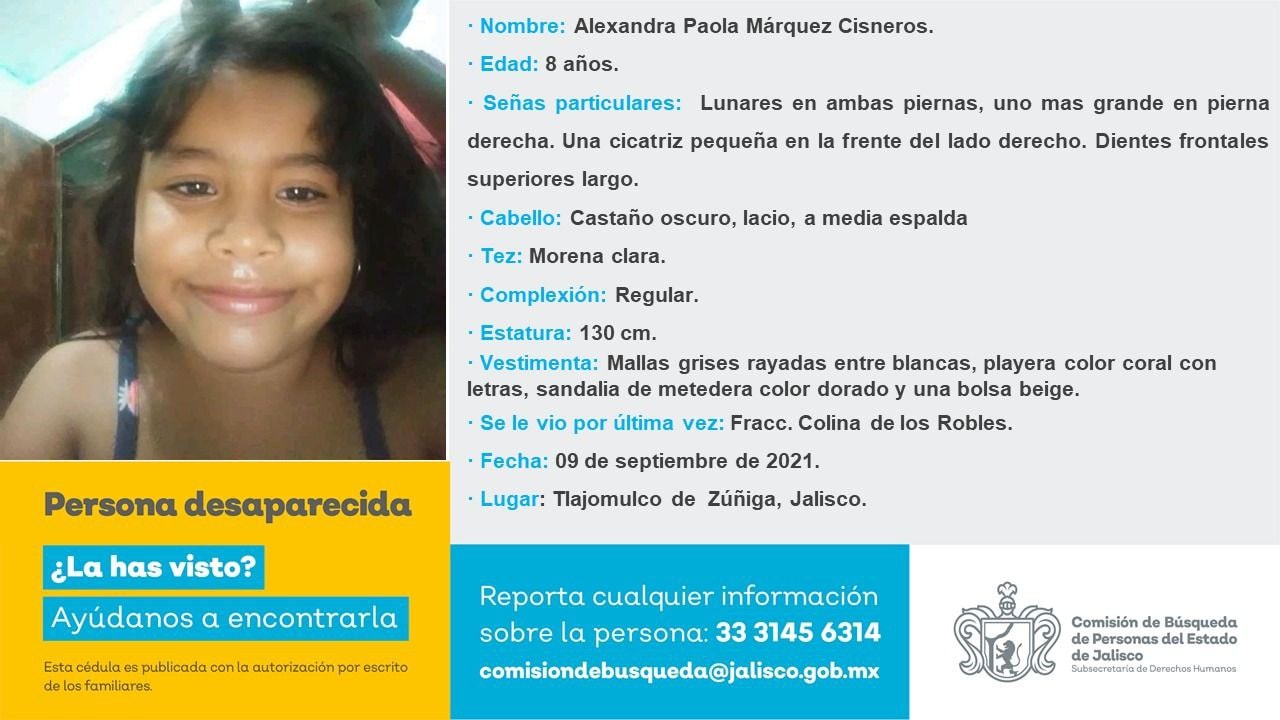 · Nombre: Alexandra Paola Márquez Cisneros.
· Edad: 8 años.
· Señas particulares: Lunares en ambas piernas, uno mas grande en pierna
derecha. Una cicatriz pequeña en la frente del lado derecho. Dientes frontales
superiores largo.
· Cabello: Castaño oscuro, lacio, a media espalda
· Tez: Morena clara.
· Complexión: Regular.
· Estatura: 130 cm.
· Vestimenta: Mallas grises rayadas entre blancas, playera color coral con
letras, sandalia de metedera color dorado y una bolsa beige.
· Se le vio por última vez: Fracc. Colina de los Robles.
· Fecha: 09 de septiembre de 2021.
· Lugar: Tlajomulco de Zúñiga, Jalisco.
Persona desaparecida
¿La has visto?
Ayúdanos a encontrarla
Esta cédula es publicada con la autorización por escrito
de los familiares.
Reporta cualquier información
sobre la persona: 33 3145 6314
comisiondebusqueda@jalisco.gob.mx
Comisión de Búsqueda
de Personas del Estado
de Jalisco
Subsecretaría de Derechos Humanos